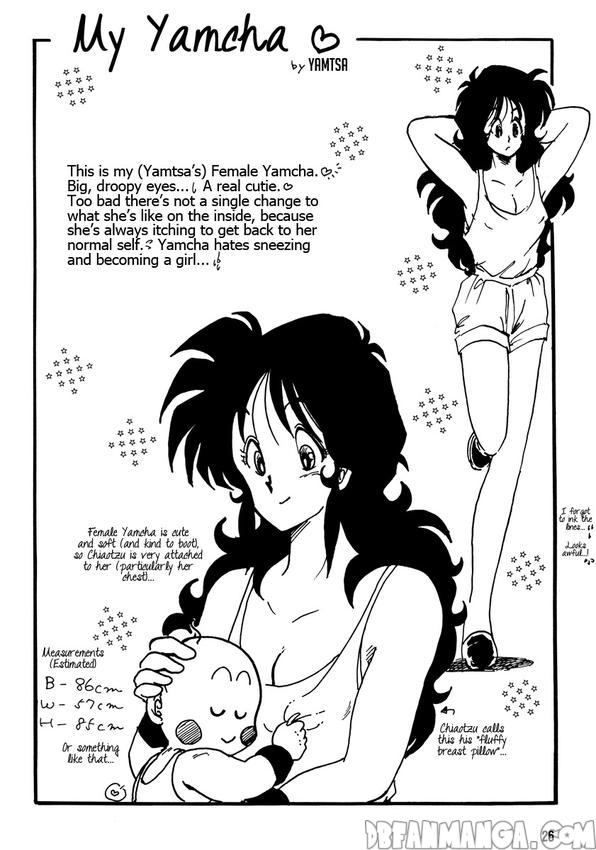 My Yamcha ♡
by YAMTSA
This is my (Yamtsa's) Female Yamcha.♡
Big, droopy eyes...! A real cutie.♡
Too bad there's not a single change to
what she's like on the inside, because
she's always itching to get back to her
normal self.? Yamcha hates sneezing
and becoming a girl...!
I forgot
to ink the
lines...!!
Looks
awful...!
Female Yamcha is cute
and soft (and kind to boot),
so Chiaotzu is very attached
to her (particularly her
chest)...
Measurements
(Estimated)
B - 86cm
W - 57cm
H - 85cm
Or something
like that...
Chiaotzu calls
this his "fluffy
breast pillow"...
26
DBFANMANGA.COM